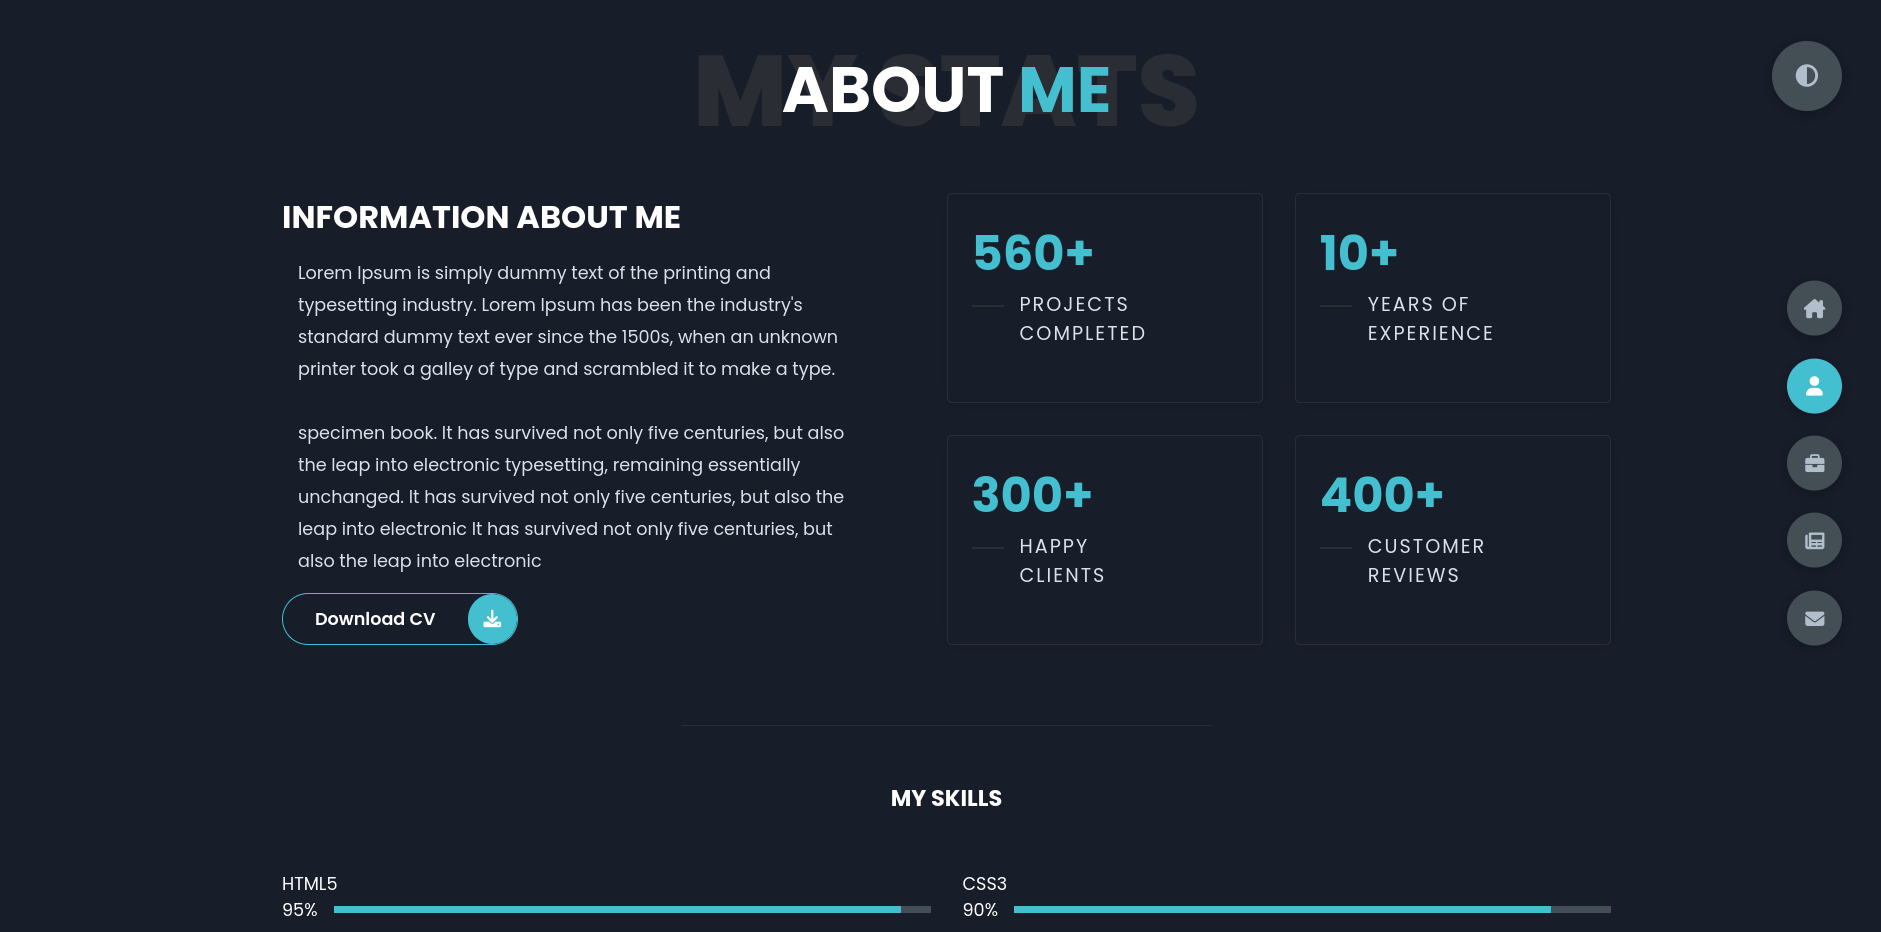 MY STATS
ABOUT ME
INFORMATION ABOUT ME
Lorem Ipsum is simply dummy text of the printing and
typesetting industry. Lorem Ipsum has been the industry's
standard dummy text ever since the 1500s, when an unknown
printer took a galley of type and scrambled it to make a type.
specimen book. It has survived not only five centuries, but also
the leap into electronic typesetting, remaining essentially
unchanged. It has survived not only five centuries, but also the
leap into electronic It has survived not only five centuries, but
also the leap into electronic
Download CV
560+
PROJECTS
COMPLETED
10+
YEARS OF
EXPERIENCE
300+
HAPPY
CLIENTS
400+
CUSTOMER
REVIEWS
MY SKILLS
HTML5
95%
CSS3
90%